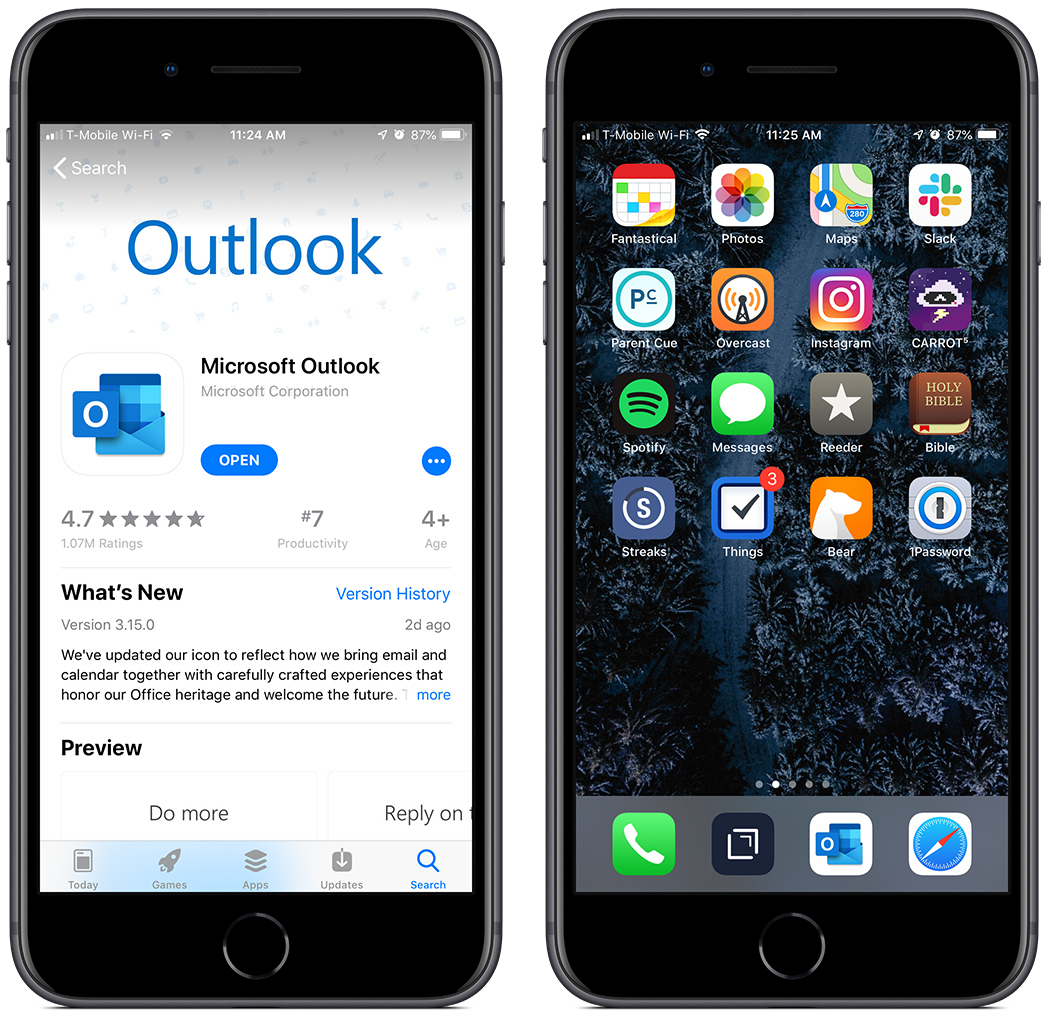 T-Mobile Wi-Fi
11:24 AM
87%
Search
Outlook
Microsoft Outlook
Microsoft Corporation
O
OPEN
4.7
#7
4+
1.07M Ratings
Productivity
Age
What's New
Version History
Version 3.15.0
2d ago
We've updated our icon to reflect how we bring email and
calendar together with carefully crafted experiences that
honor our Office heritage and welcome the future.
more
Preview
Do more
Reply on t
Today
Games
Apps
Updates
Search
T-Mobile Wi-Fi
11:25 AM
87%
280
Fantastical
Photos
Maps
Slack
PC
Parent Cue
Overcast
Instagram
CARROT⁵
HOLY
BIBLE
Spotify
Messages
Reeder
Bible
S
3
Streaks
Things
Bear
1Password
O